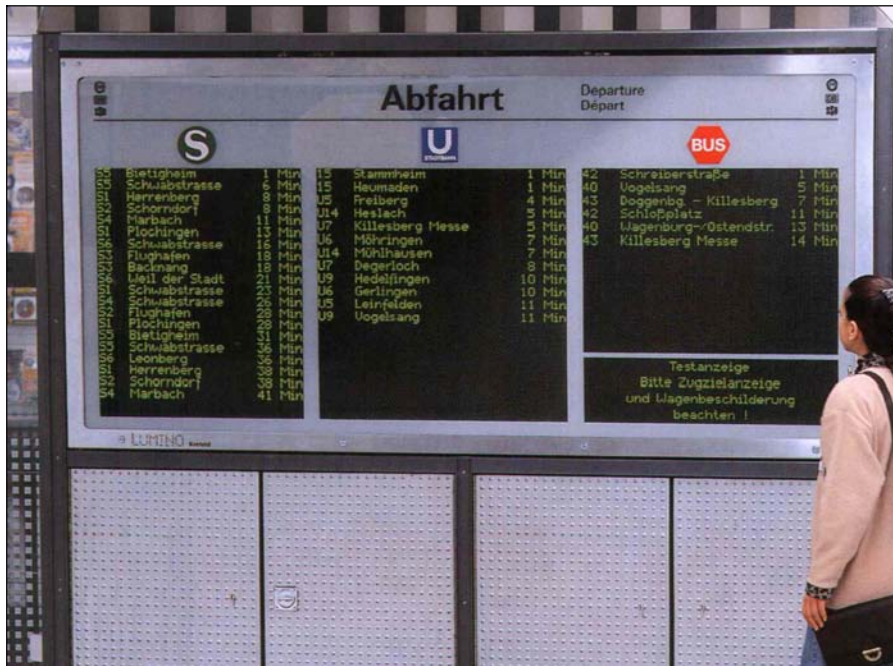 Abfahrt
Departure
Départ
S
U
STADTBAHN
BUS
S5 Bietigheim 1 Min
S5 Schwabstrasse 6 Min
S1 Herrenberg 8 Min
S2 Schorndorf 8 Min
S4 Marbach 11 Min
S1 Plochingen 13 Min
S6 Schwabstrasse 16 Min
S3 Flughafen 18 Min
S3 Backnang 18 Min
S6 Weil der Stadt 21 Min
S1 Schwabstrasse 23 Min
S4 Schwabstrasse 26 Min
S2 Flughafen 28 Min
S1 Plochingen 28 Min
S5 Bietigheim 31 Min
S5 Schwabstrasse 36 Min
S6 Leonberg 36 Min
S1 Herrenberg 38 Min
S2 Schorndorf 38 Min
S4 Marbach 41 Min
15 Stammheim 1 Min
15 Heumaden 1 Min
U5 Freiberg 4 Min
U14 Heslach 5 Min
U7 Killesberg Messe 5 Min
U6 Möhringen 7 Min
U14 Mühlhausen 7 Min
U7 Degerloch 8 Min
U9 Hedelfingen 10 Min
U6 Gerlingen 10 Min
U5 Leinfelden 11 Min
U9 Vogelsang 11 Min
42 Schreiberstraße 1 Min
40 Vogelsang 5 Min
43 Doggenbg. - Killesberg 7 Min
42 Schloßplatz 11 Min
40 Wagenburg-/Ostendstr. 13 Min
43 Killesberg Messe 14 Min
Testanzeige
Bitte Zugzielanzeige
und Wagenbeschilderung
beachten !
LUMINO